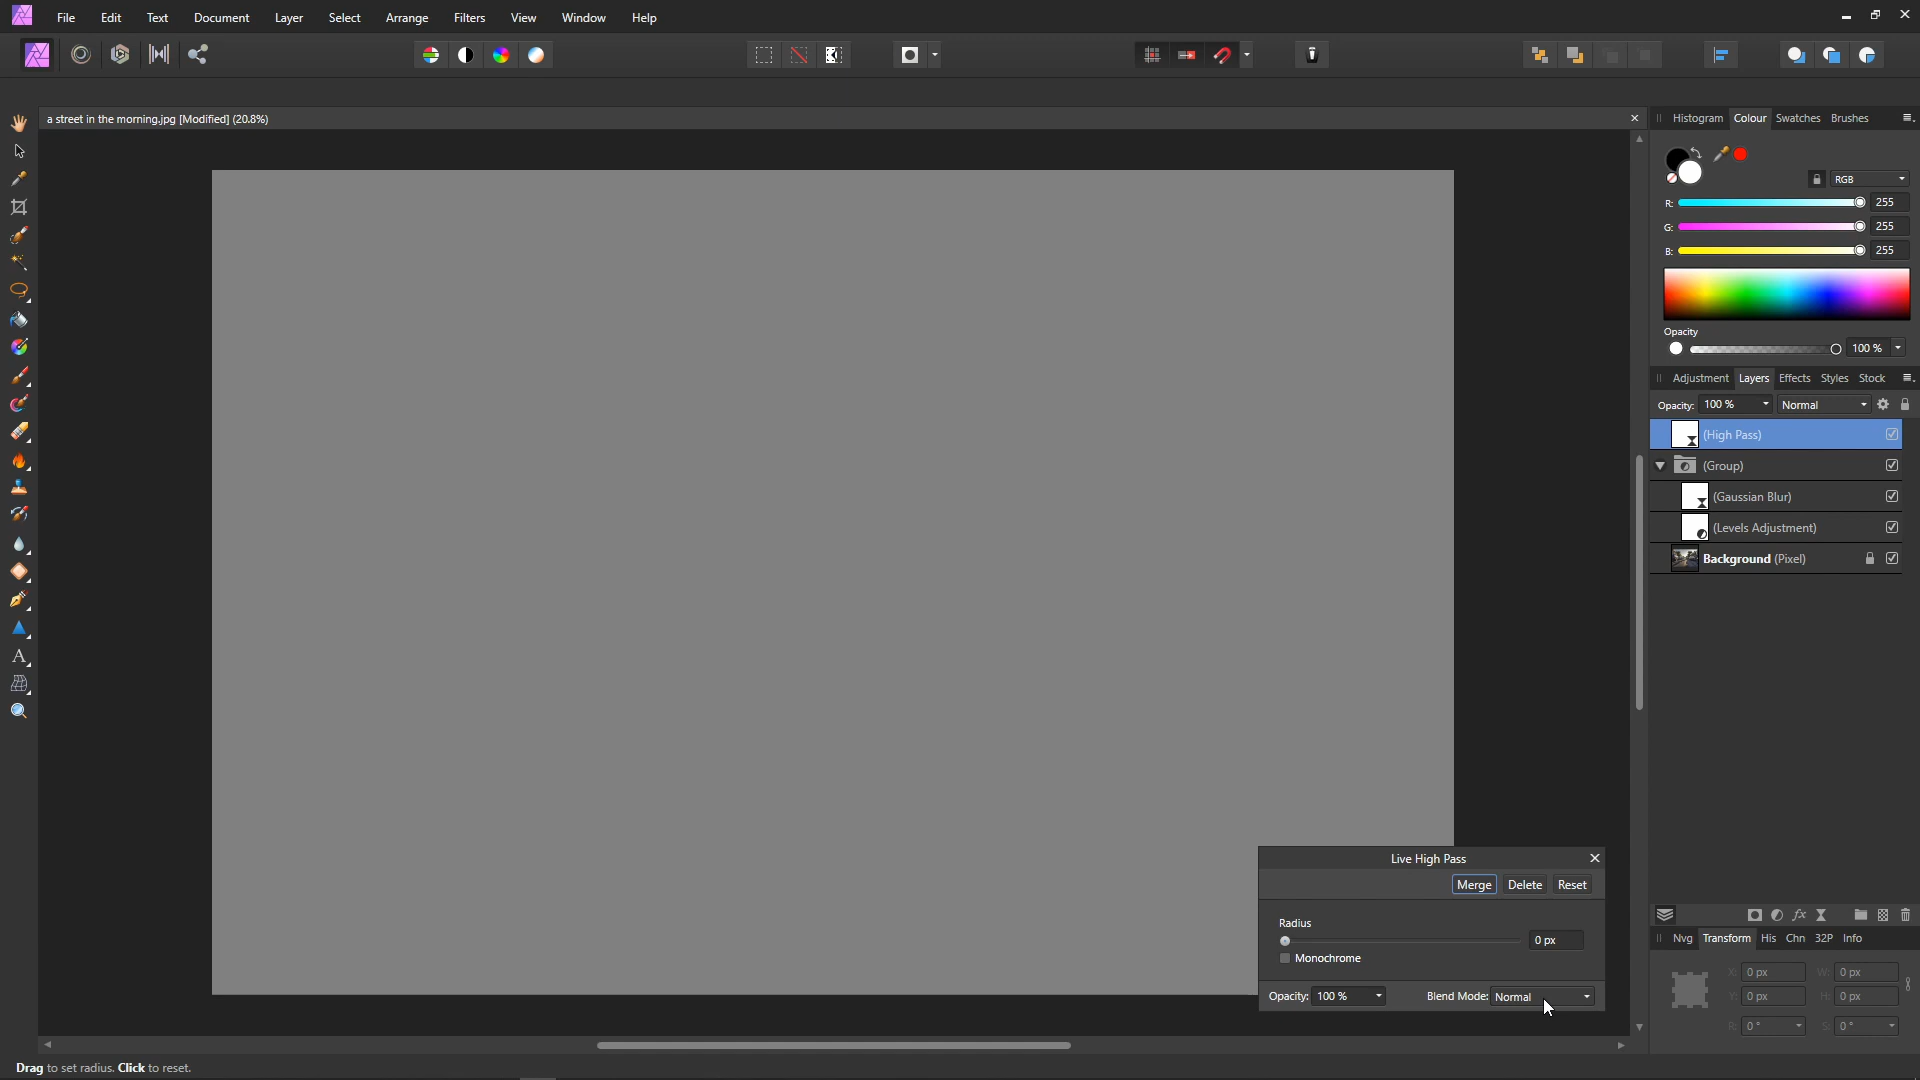 File Edit Text Document Layer Select Arrange Filters View Window Help
a street in the morning.jpg [Modified] (20.8%)
Histogram Colour Swatches Brushes
RGB
R: 255
G: 255
B: 255
Opacity
100 %
Adjustment Layers Effects Styles Stock
Opacity: 100 % Normal
(High Pass)
(Group)
(Gaussian Blur)
(Levels Adjustment)
Background (Pixel)
Live High Pass
Merge Delete Reset
Radius
0 px
Monochrome
Opacity: 100 % Blend Mode: Normal
Nvg Transform His Chn 32P Info
X: 0 px W: 0 px
Y: 0 px H: 0 px
R: 0 ° S: 0 °
Drag to set radius. Click to reset.